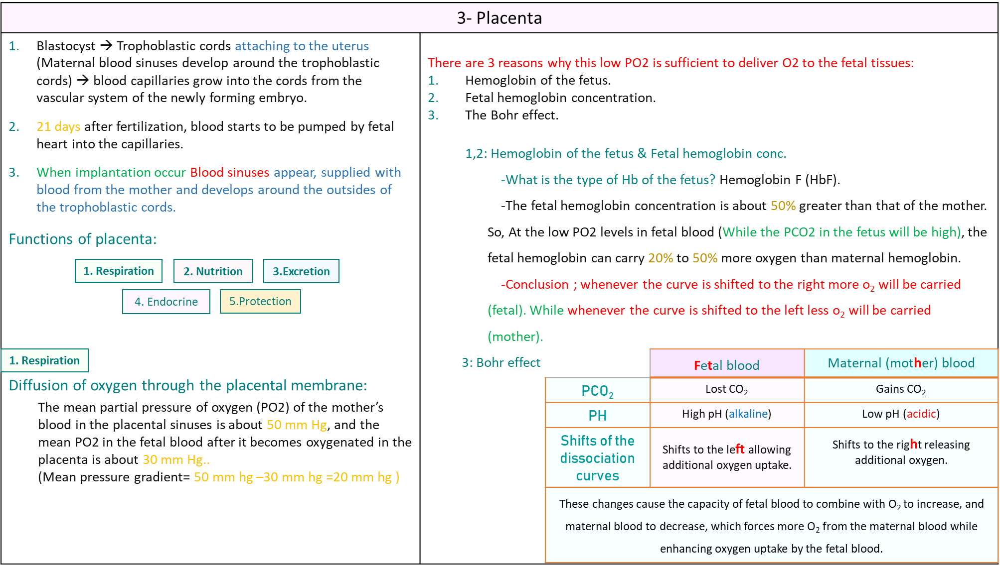 3- Placenta
1. Blastocyst → Trophoblastic cords attaching to the uterus
(Maternal blood sinuses develop around the trophoblastic
cords) → blood capillaries grow into the cords from the
vascular system of the newly forming embryo.
2. 21 days after fertilization, blood starts to be pumped by fetal
heart into the capillaries.
3. When implantation occur Blood sinuses appear, supplied with
blood from the mother and develops around the outsides of
the trophoblastic cords.
Functions of placenta:
1. Respiration
2. Nutrition
3.Excretion
4. Endocrine
5.Protection
1. Respiration
Diffusion of oxygen through the placental membrane:
The mean partial pressure of oxygen (PO2) of the mother’s
blood in the placental sinuses is about 50 mm Hg, and the
mean PO2 in the fetal blood after it becomes oxygenated in the
placenta is about 30 mm Hg..
(Mean pressure gradient= 50 mm hg –30 mm hg =20 mm hg )
There are 3 reasons why this low PO2 is sufficient to deliver O2 to the fetal tissues:
1. Hemoglobin of the fetus.
2. Fetal hemoglobin concentration.
3. The Bohr effect.
1,2: Hemoglobin of the fetus & Fetal hemoglobin conc.
-What is the type of Hb of the fetus? Hemoglobin F (HbF).
-The fetal hemoglobin concentration is about 50% greater than that of the mother.
So, At the low PO2 levels in fetal blood (While the PCO2 in the fetus will be high), the
fetal hemoglobin can carry 20% to 50% more oxygen than maternal hemoglobin.
-Conclusion ; whenever the curve is shifted to the right more o₂ will be carried
(fetal). While whenever the curve is shifted to the left less o₂ will be carried
(mother).
3: Bohr effect
Fetal blood
Maternal (mother) blood
PCO₂
Lost CO₂
Gains CO₂
PH
High pH (alkaline)
Low pH (acidic)
Shifts of the
dissociation
curves
Shifts to the left allowing
additional oxygen uptake.
Shifts to the right releasing
additional oxygen.
These changes cause the capacity of fetal blood to combine with O₂ to increase, and
maternal blood to decrease, which forces more O₂ from the maternal blood while
enhancing oxygen uptake by the fetal blood.